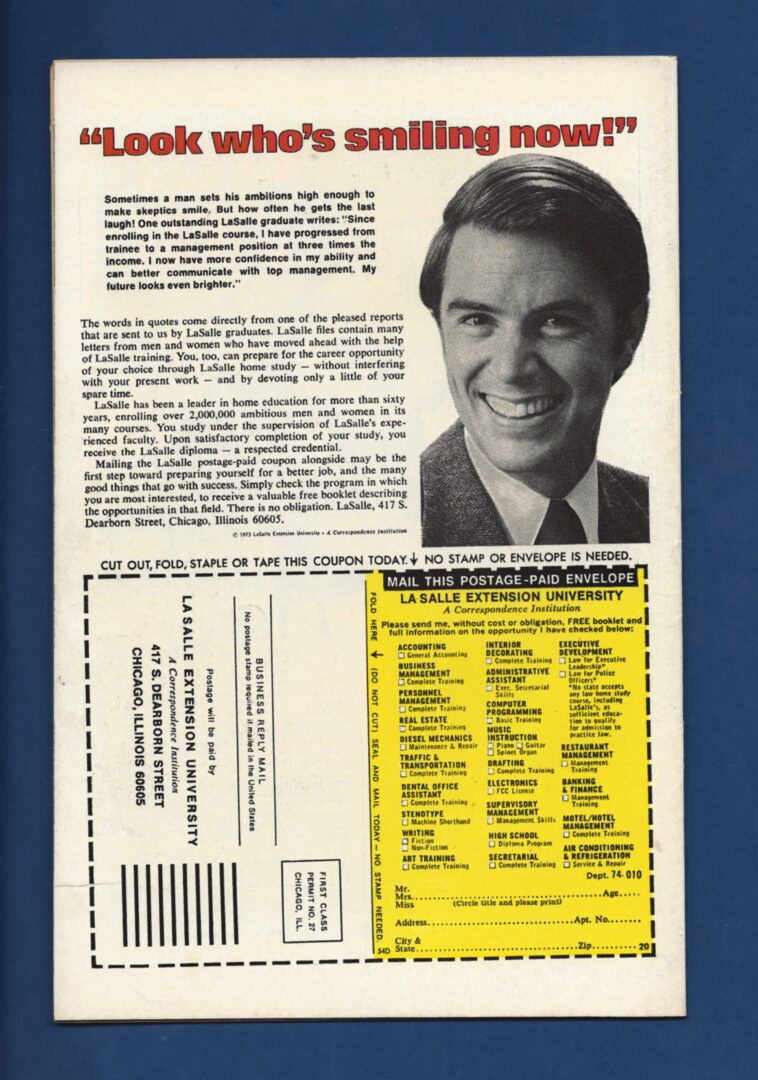 “Look who’s smiling now!”
Sometimes a man sets his ambitions high enough to
make skeptics smile. But how often he gets the last
laugh! One outstanding LaSalle graduate writes: “Since
enrolling in the LaSalle course, I have progressed from
trainee to a management position at three times the
income. I now have more confidence in my ability and
can better communicate with top management. My
future looks even brighter.”
The words in quotes come directly from one of the pleased reports
that are sent to us by LaSalle graduates. LaSalle files contain many
letters from men and women who have moved ahead with the help
of LaSalle training. You, too, can prepare for the career opportunity
of your choice through LaSalle home study — without interfering
with your present work — and by devoting only a little of your
spare time.
LaSalle has been a leader in home education for more than sixty
years, enrolling over 2,000,000 ambitious men and women in its
many courses. You study under the supervision of LaSalle’s expe-
rienced faculty. Upon satisfactory completion of your study, you
receive the LaSalle diploma — a respected credential.
Mailing the LaSalle postage-paid coupon alongside may be the
first step toward preparing yourself for a better job, and the many
good things that go with success. Simply check the program in which
you are most interested, to receive a valuable free booklet describing
the opportunities in that field. There is no obligation. LaSalle, 417 S.
Dearborn Street, Chicago, Illinois 60605.
© 1973 LaSalle Extension University • A Correspondence Institution
CUT OUT, FOLD, STAPLE OR TAPE THIS COUPON TODAY. ↓ NO STAMP OR ENVELOPE IS NEEDED.
FIRST CLASS
PERMIT NO. 27
CHICAGO, ILL.
BUSINESS REPLY MAIL
No postage stamp required if mailed in the United States
Postage will be paid by
LA SALLE EXTENSION UNIVERSITY
A Correspondence Institution
417 S. DEARBORN STREET
CHICAGO, ILLINOIS 60605
FOLD HERE → (DO NOT CUT) SEAL AND MAIL TODAY — NO STAMP NEEDED.
54D
MAIL THIS POSTAGE-PAID ENVELOPE
LA SALLE EXTENSION UNIVERSITY
A Correspondence Institution
Please send me, without cost or obligation, FREE booklet and
full information on the opportunity I have checked below:
ACCOUNTING
☐ General Accounting
BUSINESS
MANAGEMENT
☐ Complete Training
PERSONNEL
MANAGEMENT
☐ Complete Training
REAL ESTATE
☐ Complete Training
DIESEL MECHANICS
☐ Maintenance & Repair
TRAFFIC &
TRANSPORTATION
☐ Complete Training
DENTAL OFFICE
ASSISTANT
☐ Complete Training
STENOTYPE
☐ Machine Shorthand
WRITING
☐ Fiction
☐ Non-Fiction
ART TRAINING
☐ Complete Training
INTERIOR
DECORATING
☐ Complete Training
ADMINISTRATIVE
ASSISTANT
☐ Exec. Secretarial
Skills
COMPUTER
PROGRAMMING
☐ Basic Training
MUSIC
INSTRUCTION
☐ Piano ☐ Guitar
☐ Spinet Organ
DRAFTING
☐ Complete Training
ELECTRONICS
☐ FCC License
SUPERVISORY
MANAGEMENT
☐ Management Skills
HIGH SCHOOL
☐ Diploma Program
SECRETARIAL
☐ Complete Training
EXECUTIVE
DEVELOPMENT
☐ Law for Executive
Leadership*
☐ Law for Police
Officers*
*No state accepts
any law home study
course, including
LaSalle’s, as
sufficient educa-
tion to qualify
for admission to
practice law.
RESTAURANT
MANAGEMENT
☐ Management
Training
BANKING
& FINANCE
☐ Management
Training
MOTEL/HOTEL
MANAGEMENT
☐ Complete Training
AIR CONDITIONING
& REFRIGERATION
☐ Service & Repair
Dept. 74-010
Mr.
Mrs.
Miss ..... Age.....
(Circle title and please print)
Address..... Apt. No.....
City &
State..... Zip..... 20